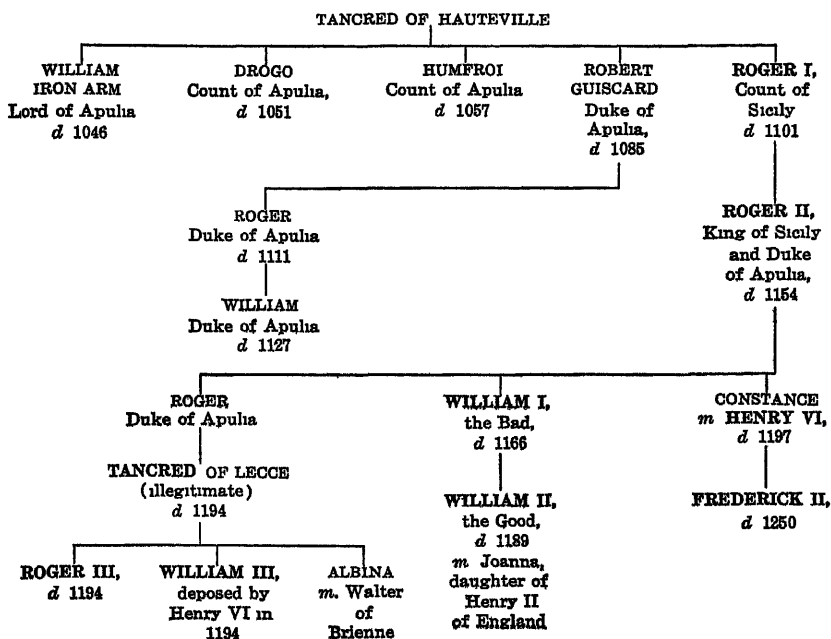 TANCRED OF HAUTEVILLE
WILLIAM
IRON ARM
Lord of Apulia
d 1046
DROGO
Count of Apulia,
d 1051
HUMFROI
Count of Apulia
d 1057
ROBERT
GUISCARD
Duke of
Apulia,
d 1085
ROGER I,
Count of
Sicily
d 1101
ROGER
Duke of Apulia
d 1111
WILLIAM
Duke of Apulia
d 1127
ROGER II,
King of Sicily
and Duke
of Apulia,
d 1154
ROGER
Duke of Apulia
TANCRED OF LECCE
(illegitimate)
d 1194
ROGER III,
d 1194
WILLIAM III,
deposed by
Henry VI in
1194
ALBINA
m. Walter
of
Brienne
WILLIAM I,
the Bad,
d 1166
WILLIAM II,
the Good,
d 1189
m Joanna,
daughter of
Henry II
of England
CONSTANCE
m HENRY VI,
d 1197
FREDERICK II,
d 1250